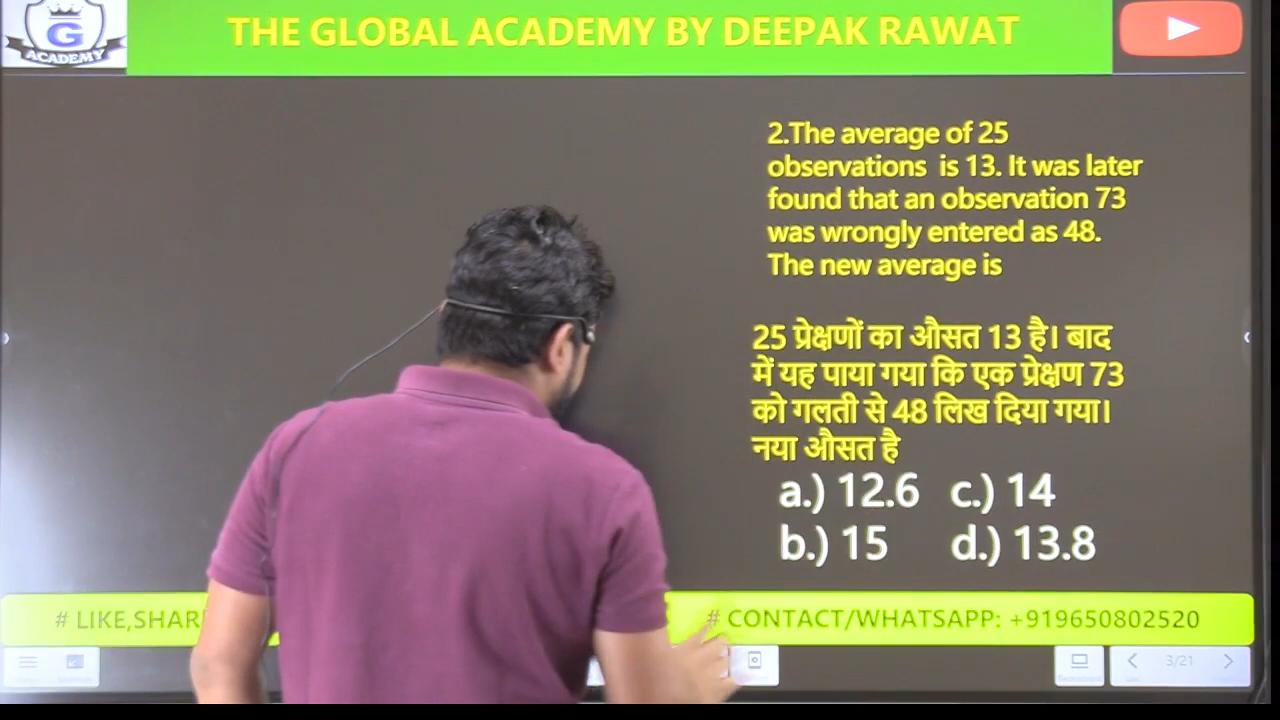 G
ACADEMY
THE GLOBAL ACADEMY BY DEEPAK RAWAT
2.The average of 25
observations is 13. It was later
found that an observation 73
was wrongly entered as 48.
The new average is
25 प्रेक्षणों का औसत 13 है। बाद
में यह पाया गया कि एक प्रेक्षण 73
को गलती से 48 लिख दिया गया।
नया औसत है
a.) 12.6 c.) 14
b.) 15 d.) 13.8
# LIKE,SHAR
# CONTACT/WHATSAPP: +919650802520
3/21